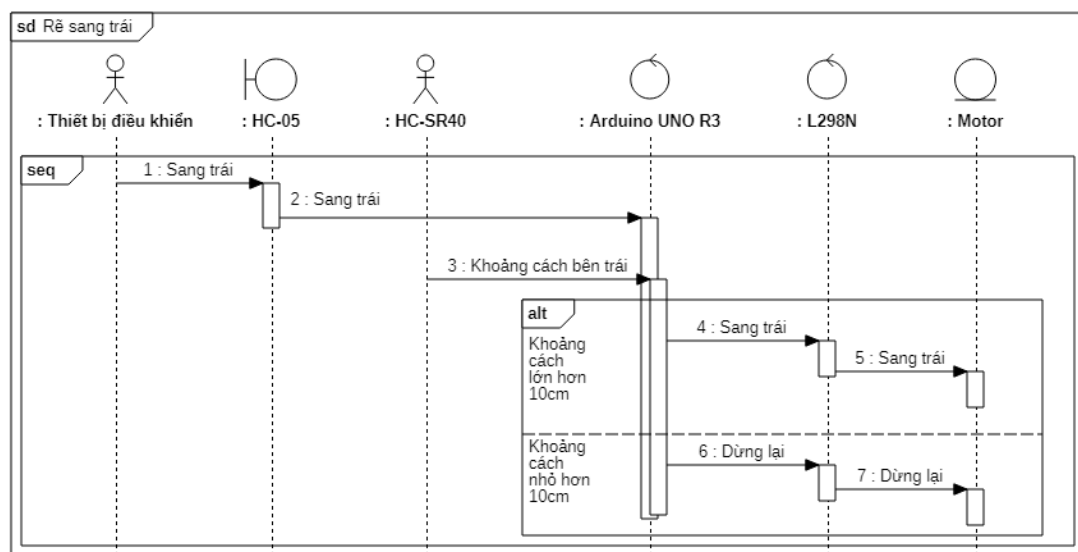 sd Rẽ sang trái
: Thiết bị điều khiển
: HC-05
: HC-SR40
: Arduino UNO R3
: L298N
: Motor
seq
1 : Sang trái
2 : Sang trái
3 : Khoảng cách bên trái
alt
Khoảng
cách
lớn hơn
10cm
4 : Sang trái
5 : Sang trái
Khoảng
cách
nhỏ hơn
10cm
6 : Dừng lại
7 : Dừng lại